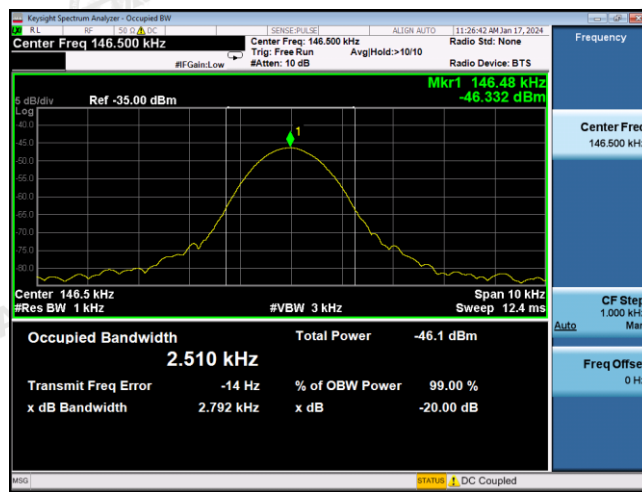 Keysight Spectrum Analyzer - Occupied BW
RL RF 50 Ω DC SENSE:PULSE ALIGN AUTO 11:26:42 AM Jan 17, 2024
Center Freq 146.500 kHz
Center Freq: 146.500 kHz Radio Std: None
Trig: Free Run Avg|Hold:>10/10
#IFGain:Low #Atten: 10 dB Radio Device: BTS
Mkr1 146.48 kHz
5 dB/div Ref -35.00 dBm -46.332 dBm
Log
-40.0
1
-45.0
-50.0
-55.0
-60.0
-65.0
-70.0
-75.0
-80.0
Center 146.5 kHz Span 10 kHz
#Res BW 1 kHz #VBW 3 kHz Sweep 12.4 ms
Occupied Bandwidth Total Power -46.1 dBm
2.510 kHz
Transmit Freq Error -14 Hz % of OBW Power 99.00 %
x dB Bandwidth 2.792 kHz x dB -20.00 dB
MSG STATUS DC Coupled
Frequency
Center Freq
146.500 kHz
CF Step
1.000 kHz
Auto Man
Freq Offset
0 Hz